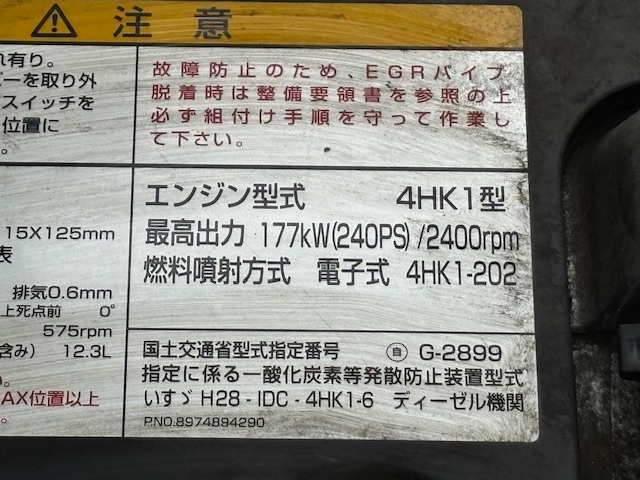 ⚠ 注意
れ有り。
バーを取り外
スイッチを
位置に
。
15X125mm
表
排気0.6mm
上死点前 0°
575rpm
含み) 12.3L
い。
AX位置以上
。
故障防止のため、EGRパイプ
脱着時は整備要領書を参照の上
必ず組付け手順を守って作業し
て下さい。
エンジン型式 4HK1型
最高出力 177kW(240PS)/2400rpm
燃料噴射方式 電子式 4HK1-202
国土交通省型式指定番号 ㊀ G-2899
指定に係る一酸化炭素等発散防止装置型式
いすゞ H28-IDC-4HK1-6 ディーゼル機関
P.NO.8974894290